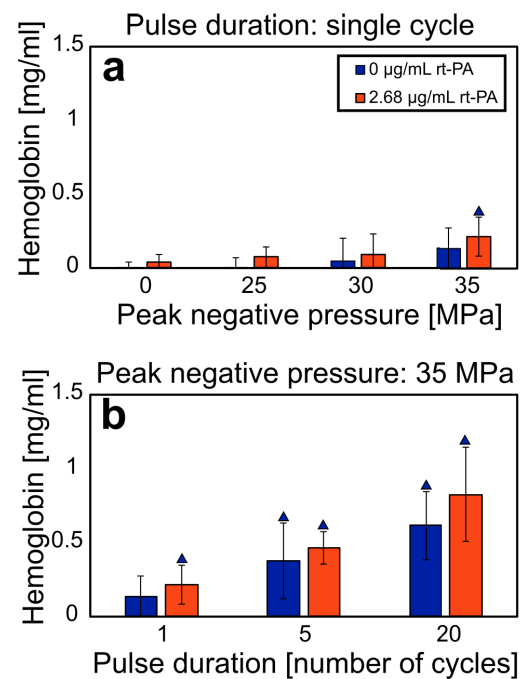 Pulse duration: single cycle
a
0 µg/mL rt-PA
2.68 µg/mL rt-PA
Hemoglobin [mg/ml]
1.5
1
0.5
0
0 25 30 35
Peak negative pressure [MPa]
Peak negative pressure: 35 MPa
b
Hemoglobin [mg/ml]
1.5
1
0.5
0
1 5 20
Pulse duration [number of cycles]